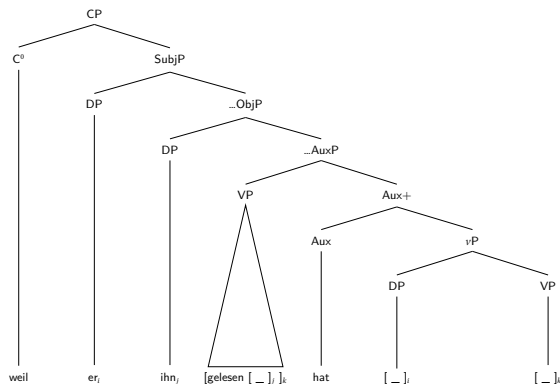 CP
C⁰ SubjP
DP ...ObjP
DP ...AuxP
VP Aux+
Aux vP
DP VP
weil erᵢ ihnⱼ [gelesen [ _ ]ⱼ ]ₖ hat [ _ ]ᵢ [ _ ]ₖ